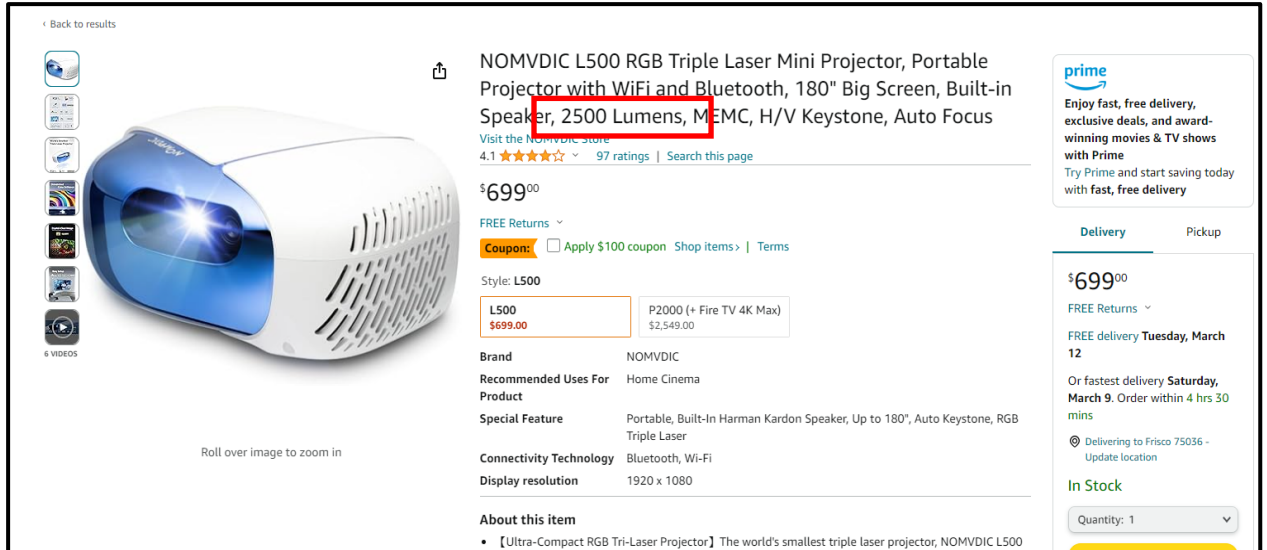 ‹ Back to results
NOMVDIC L500 RGB Triple Laser Mini Projector, Portable
Projector with WiFi and Bluetooth, 180" Big Screen, Built-in
Speaker, 2500 Lumens, MEMC, H/V Keystone, Auto Focus
Visit the NOMVDIC Store
4.1
97 ratings | Search this page
$69900
FREE Returns
Coupon: Apply $100 coupon Shop items› | Terms
Style: L500
L500
$699.00
P2000 (+ Fire TV 4K Max)
$2,549.00
Brand NOMVDIC
Recommended Uses For Product Home Cinema
Special Feature Portable, Built-In Harman Kardon Speaker, Up to 180", Auto Keystone, RGB
Triple Laser
Connectivity Technology Bluetooth, Wi-Fi
Display resolution 1920 x 1080
About this item
• 【Ultra-Compact RGB Tri-Laser Projector】The world's smallest triple laser projector, NOMVDIC L500
6 VIDEOS
NOMVDIC
Roll over image to zoom in
prime
Enjoy fast, free delivery,
exclusive deals, and award-
winning movies & TV shows
with Prime
Try Prime and start saving today
with fast, free delivery
Delivery Pickup
$69900
FREE Returns
FREE delivery Tuesday, March
12
Or fastest delivery Saturday,
March 9. Order within 4 hrs 30
mins
Delivering to Frisco 75036 -
Update location
In Stock
Quantity: 1